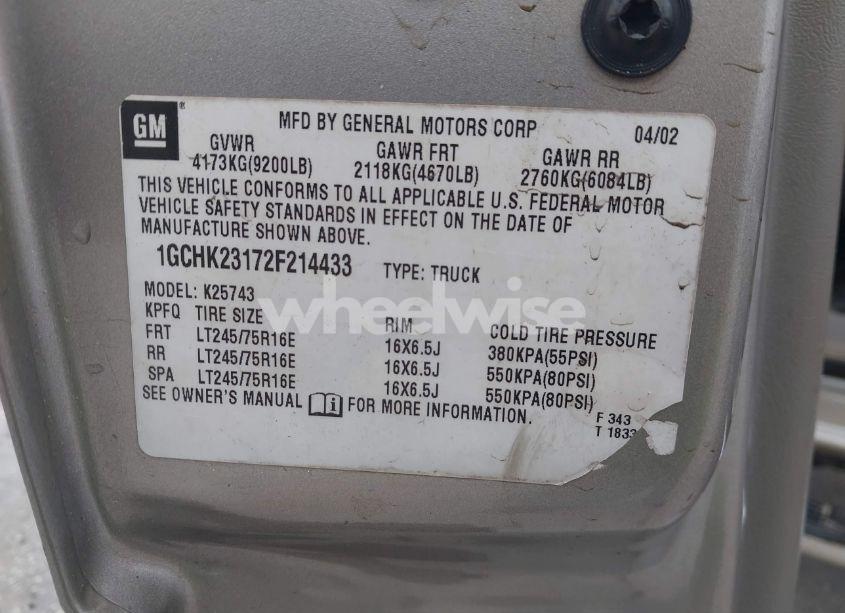 GM
MFD BY GENERAL MOTORS CORP 04/02
GVWR GAWR FRT GAWR RR
4173KG(9200LB) 2118KG(4670LB) 2760KG(6084LB)
THIS VEHICLE CONFORMS TO ALL APPLICABLE U.S. FEDERAL MOTOR
VEHICLE SAFETY STANDARDS IN EFFECT ON THE DATE OF
MANUFACTURE SHOWN ABOVE.
1GCHK23172F214433 TYPE: TRUCK
MODEL: K25743
wheelwise
KPFQ TIRE SIZE RIM COLD TIRE PRESSURE
FRT LT245/75R16E 16X6.5J 380KPA(55PSI)
RR LT245/75R16E 16X6.5J 550KPA(80PSI)
SPA LT245/75R16E 16X6.5J 550KPA(80PSI)
SEE OWNER'S MANUAL i FOR MORE INFORMATION.
F 343
T 1833